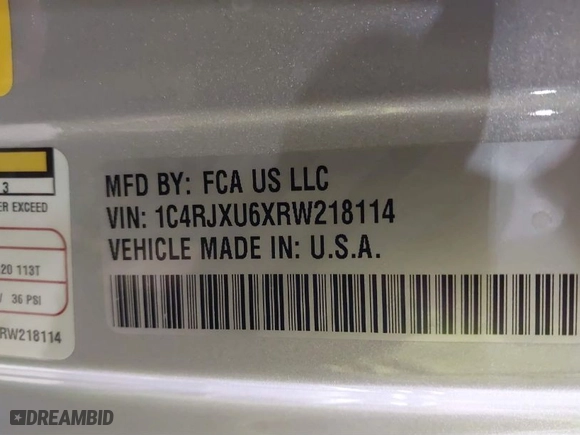 MFD BY: FCA US LLC
VIN: 1C4RJXU6XRW218114
VEHICLE MADE IN: U.S.A.
3
ER EXCEED
20 113T
36 PSI
RW218114
DREAMBID